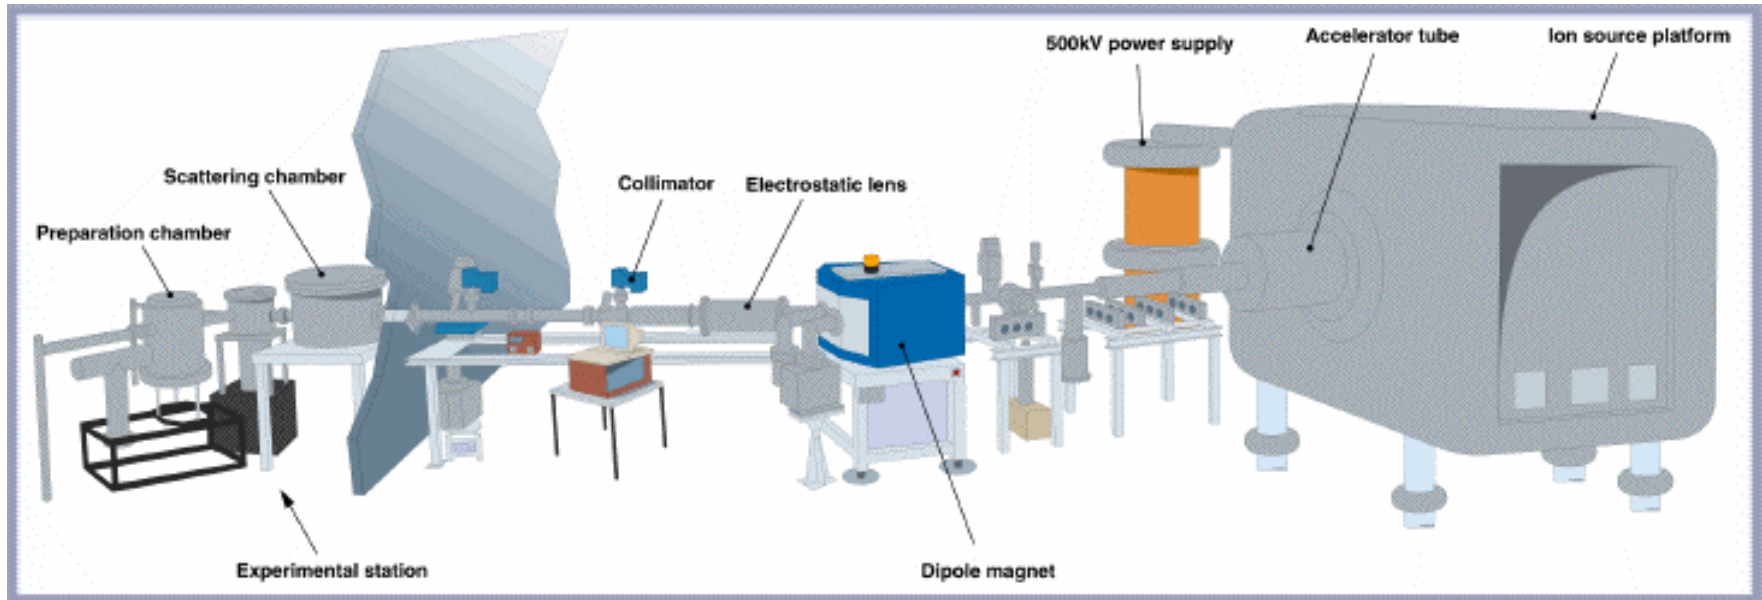 500kV power supply
Accelerator tube
Ion source platform
Scattering chamber
Collimator
Electrostatic lens
Preparation chamber
Experimental station
Dipole magnet